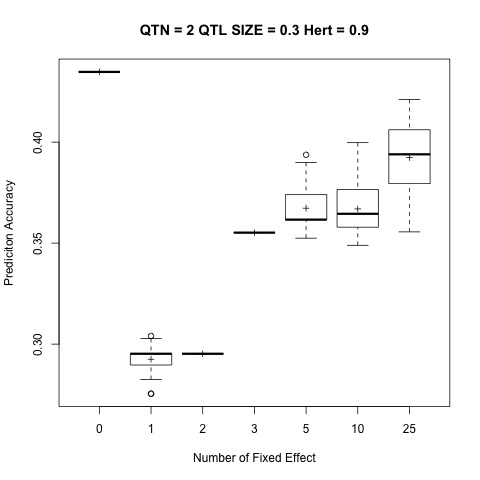 QTN = 2 QTL SIZE = 0.3 Hert = 0.9
Prediciton Accuracy
0.40
0.35
0.30
0 1 2 3 5 10 25
Number of Fixed Effect